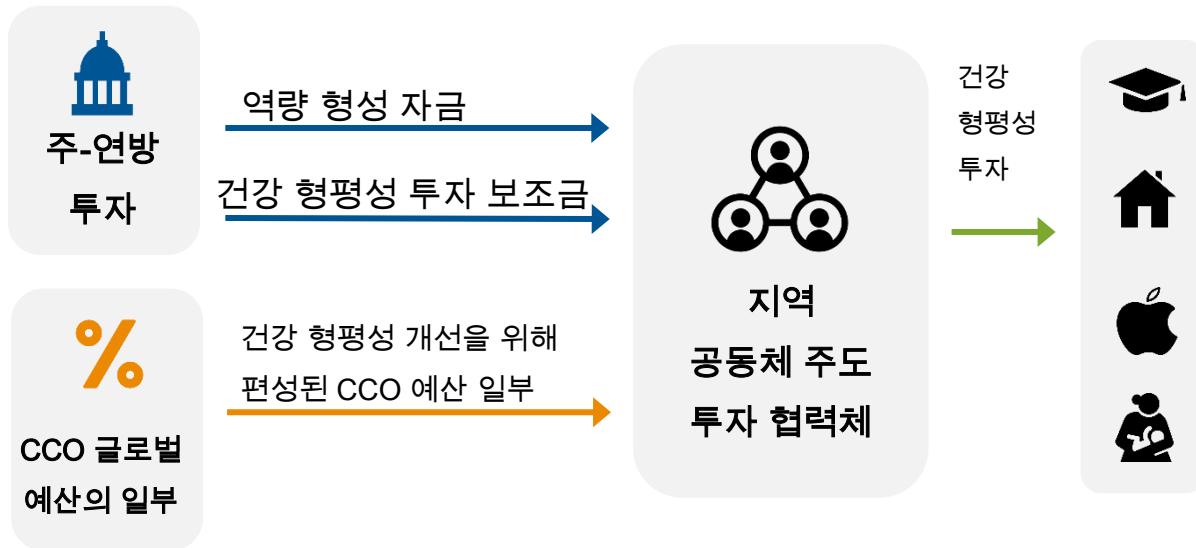 주-연방
투자
역량 형성 자금
건강 형평성 투자 보조금
CCO 글로벌
예산의 일부
건강 형평성 개선을 위해
편성된 CCO 예산 일부
지역
공동체 주도
투자 협력체
건강
형평성
투자